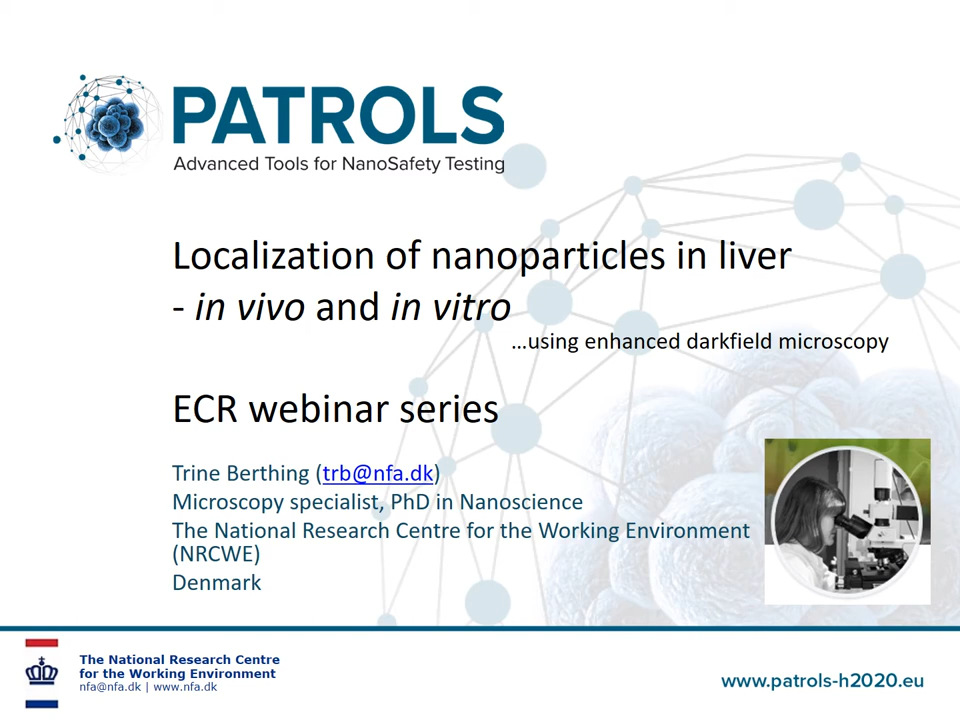 PATROLS
Advanced Tools for NanoSafety Testing
Localization of nanoparticles in liver
- in vivo and in vitro
...using enhanced darkfield microscopy
ECR webinar series
Trine Berthing (trb@nfa.dk)
Microscopy specialist, PhD in Nanoscience
The National Research Centre for the Working Environment
(NRCWE)
Denmark
The National Research Centre
for the Working Environment
nfa@nfa.dk | www.nfa.dk
www.patrols-h2020.eu